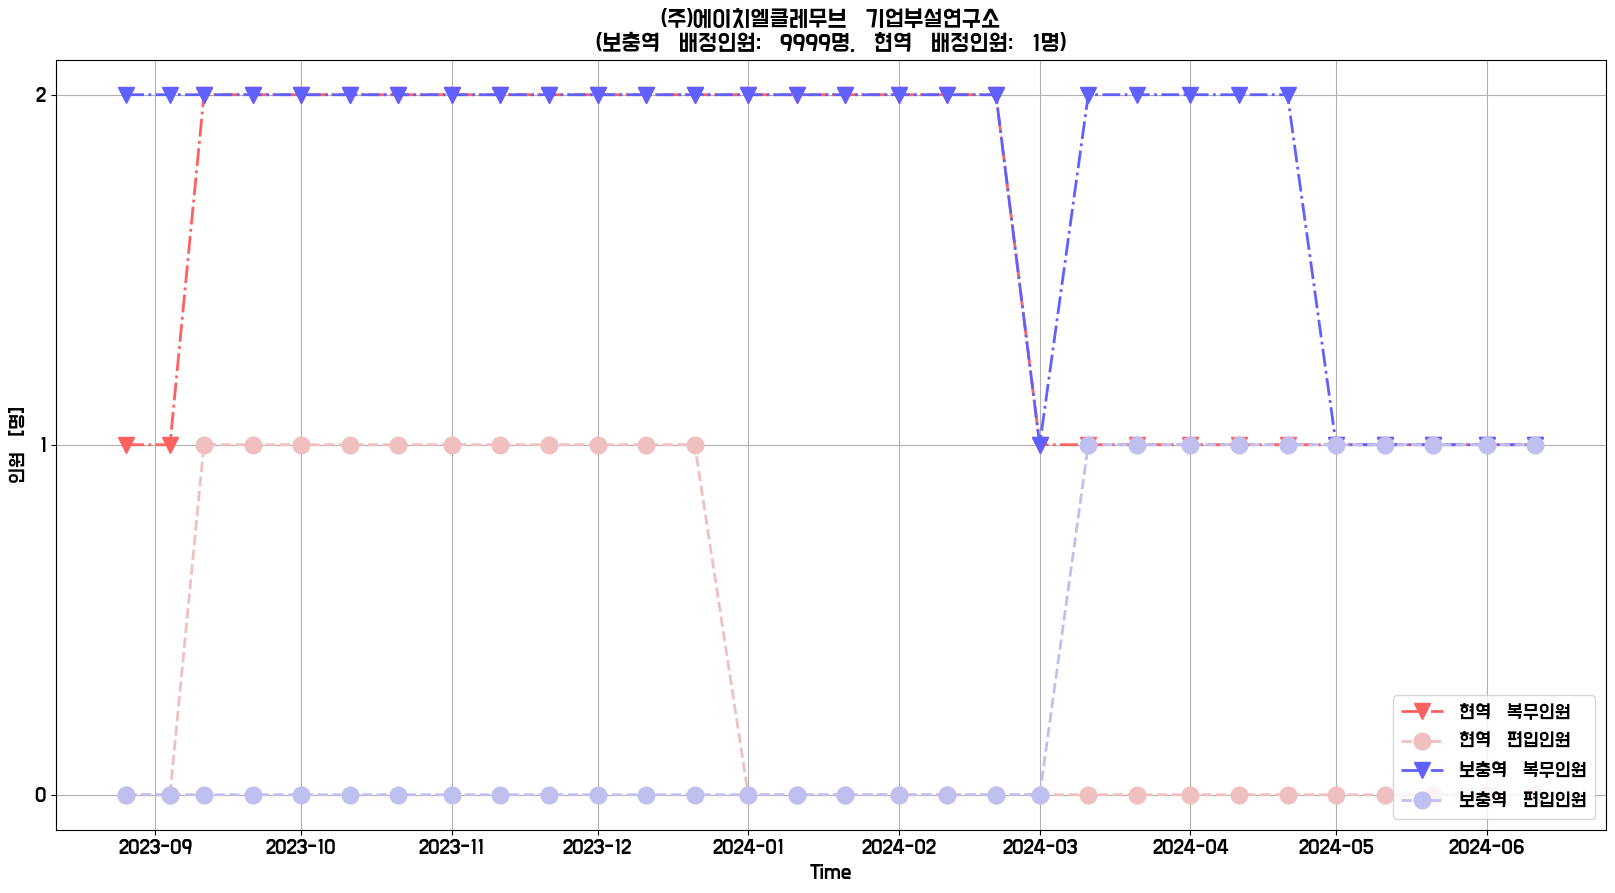 (주)에이치엘클레무브 기업부설연구소
(보충역 배정인원: 9999명, 현역 배정인원: 1명)
2
1
0
인원 [명]
2023-09 2023-10 2023-11 2023-12 2024-01 2024-02 2024-03 2024-04 2024-05 2024-06
Time
현역 복무인원
현역 편입인원
보충역 복무인원
보충역 편입인원